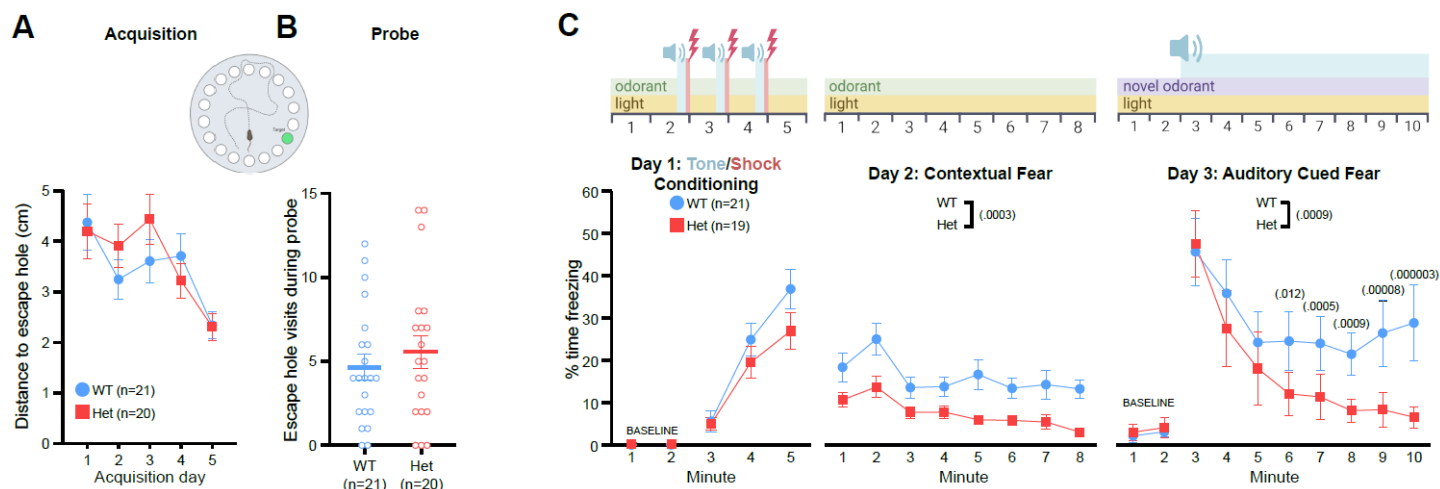 A
Acquisition
Target
Distance to escape hole (cm)
5
4
3
2
1
0
WT (n=21)
Het (n=20)
1 2 3 4 5
Acquisition day
B
Probe
Escape hole visits during probe
15
10
5
0
WT
(n=21)
Het
(n=20)
C
odorant
light
1 2 3 4 5
odorant
light
1 2 3 4 5 6 7 8
novel odorant
light
1 2 3 4 5 6 7 8 9 10
Day 1: Tone/Shock
Conditioning
WT (n=21)
Het (n=19)
% time freezing
60
50
40
30
20
10
0
BASELINE
1 2 3 4 5
Minute
Day 2: Contextual Fear
WT
Het
(.0003)
1 2 3 4 5 6 7 8
Minute
Day 3: Auditory Cued Fear
WT
Het
(.0009)
(.012)
(.0005)
(.0009)
(.00008)
(.000003)
BASELINE
1 2 3 4 5 6 7 8 9 10
Minute